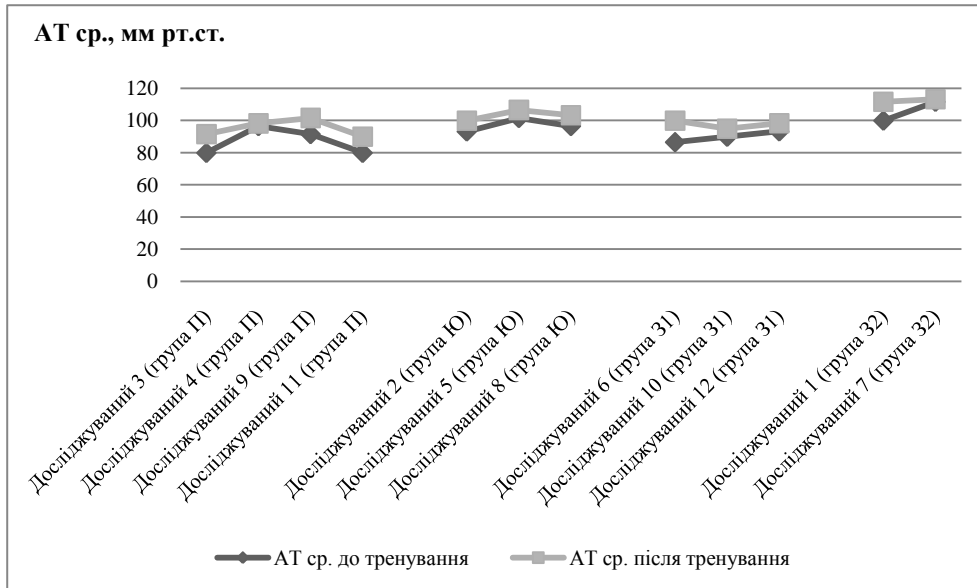 АТ ср., мм рт.ст.
120
100
80
60
40
20
0
Досліджуваний 3 (група П)
Досліджуваний 4 (група П)
Досліджуваний 9 (група П)
Досліджуваний 11 (група П)
Досліджуваний 2 (група Ю)
Досліджуваний 5 (група Ю)
Досліджуваний 8 (група Ю)
Досліджуваний 6 (група З1)
Досліджуваний 10 (група З1)
Досліджуваний 12 (група З1)
Досліджуваний 1 (група З2)
Досліджуваний 7 (група З2)
АТ ср. до тренування
АТ ср. після тренування